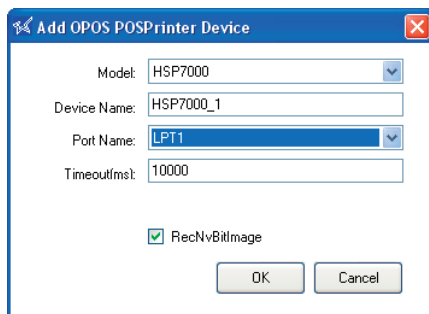 Add OPOS POSPrinter Device
Model: HSP7000
Device Name: HSP7000_1
Port Name: LPT1
Timeout(ms): 10000
RecNvBitImage
OK Cancel